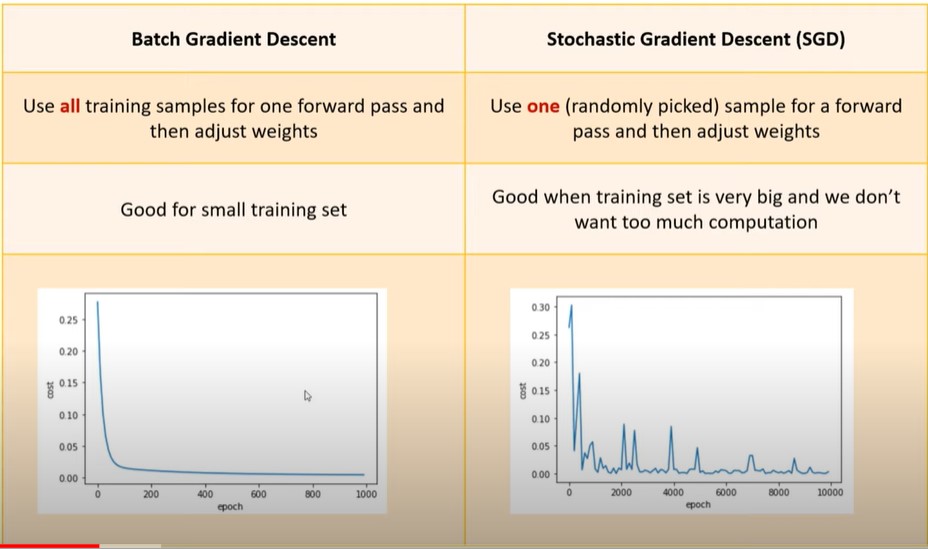 Batch Gradient Descent
Stochastic Gradient Descent (SGD)
Use all training samples for one forward pass and
then adjust weights
Use one (randomly picked) sample for a forward
pass and then adjust weights
Good for small training set
Good when training set is very big and we don't
want too much computation
0.25
0.20
0.15
0.10
0.05
0.00
cost
0 200 400 600 800 1000
epoch
0.30
0.25
0.20
0.15
0.10
0.05
0.00
cost
0 2000 4000 6000 8000 10000
epoch